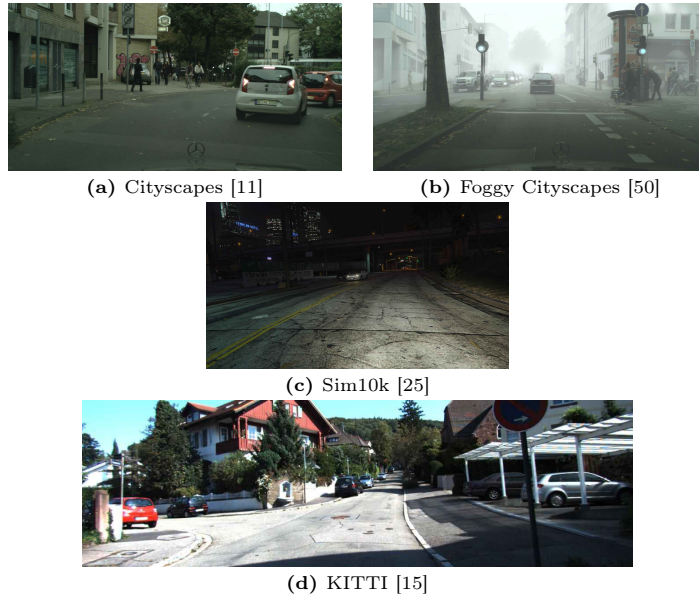 (a) Cityscapes [11]
(b) Foggy Cityscapes [50]
(c) Sim10k [25]
(d) KITTI [15]